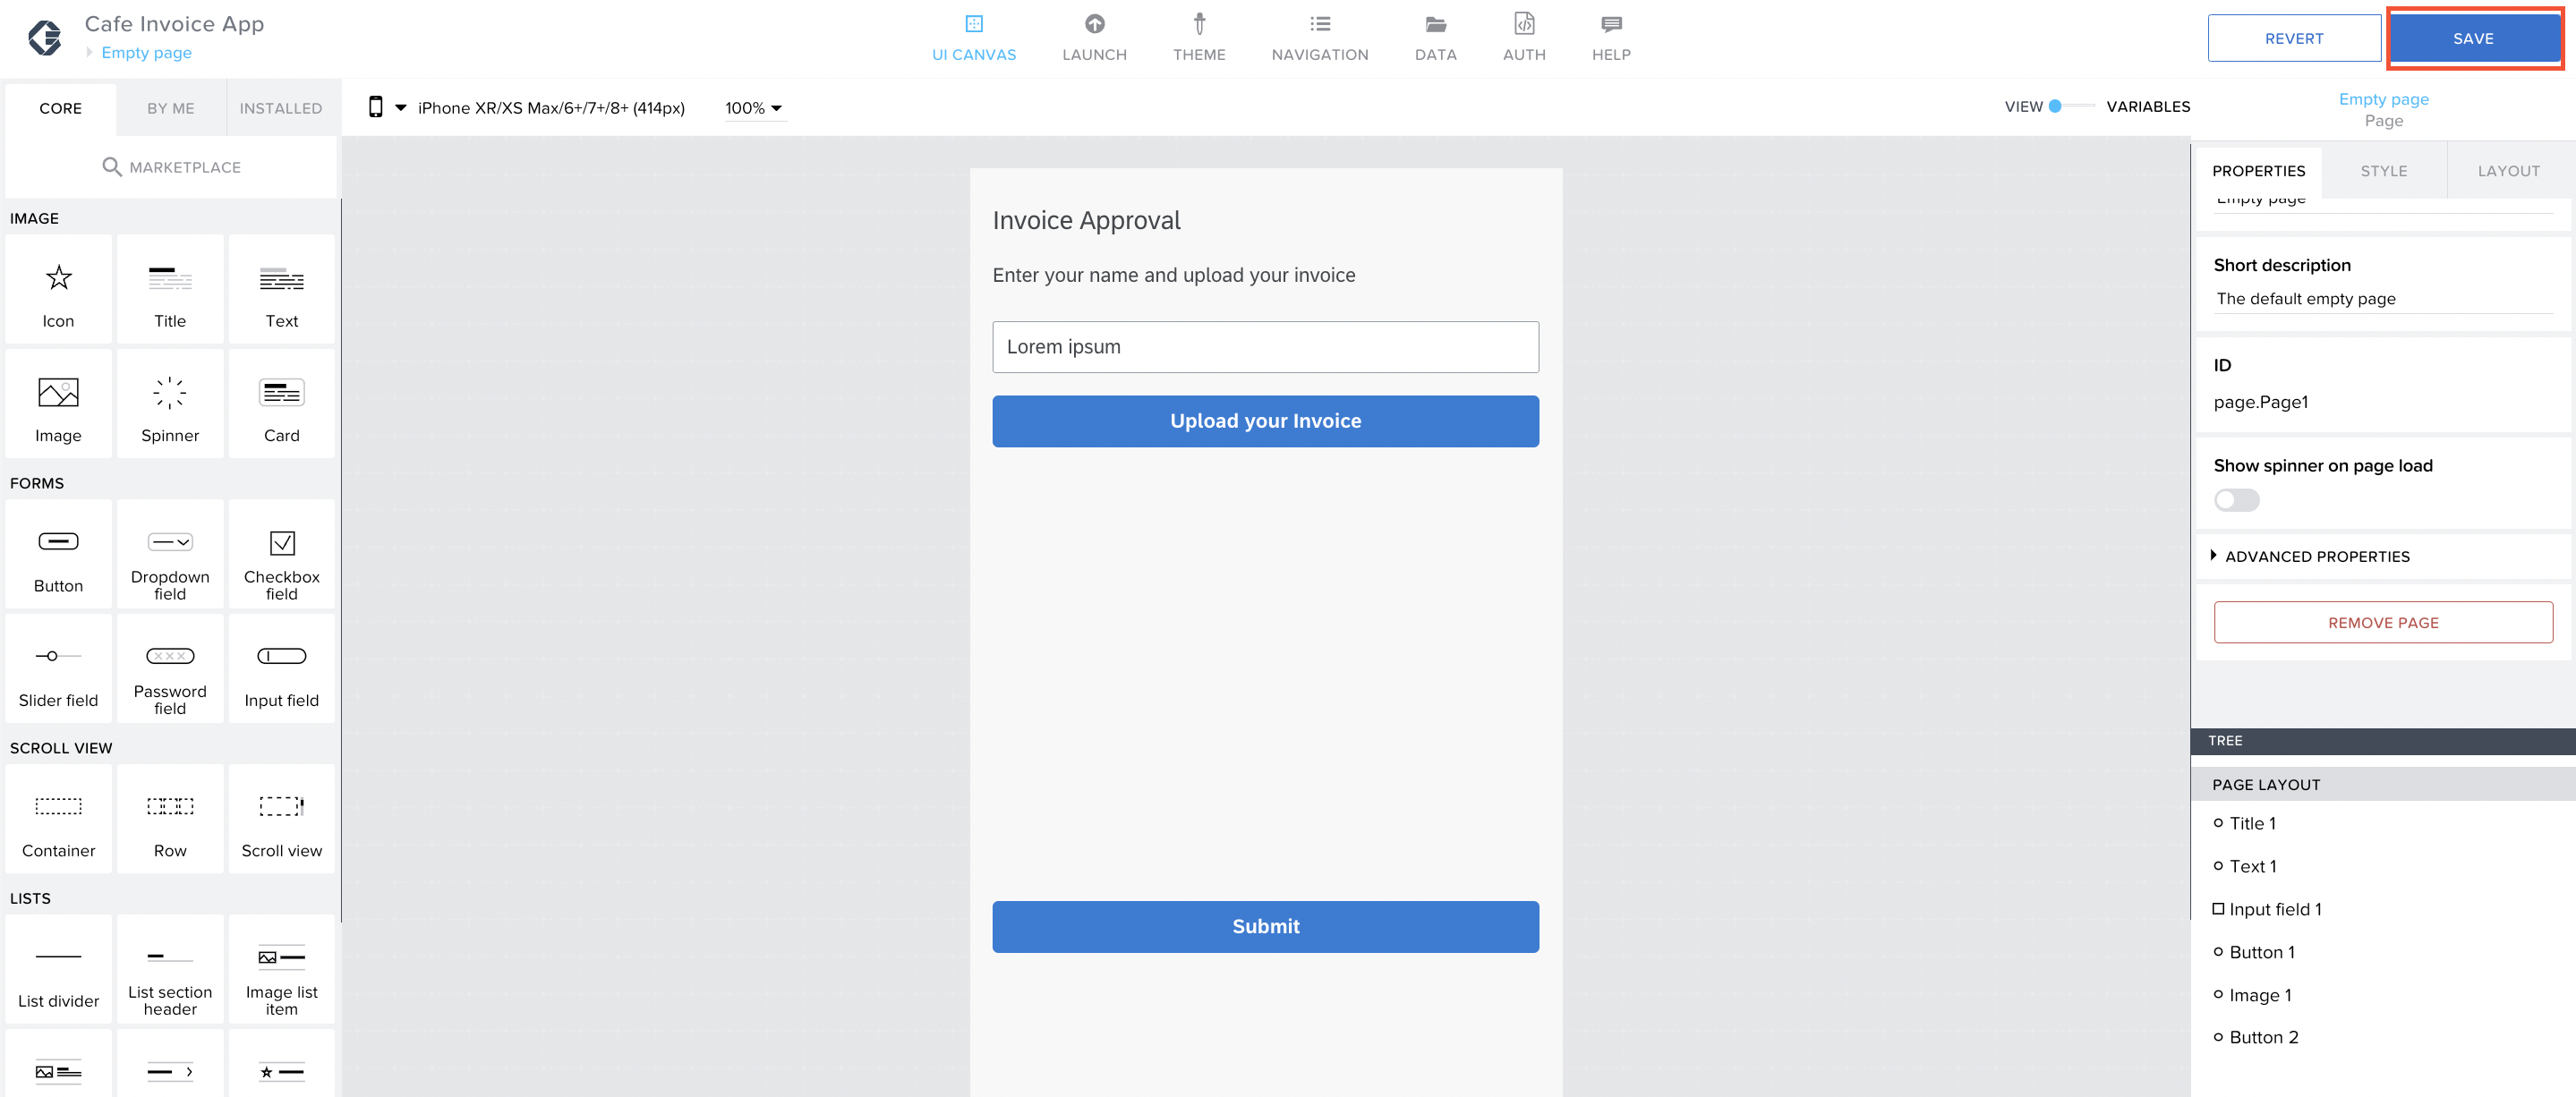 Cafe Invoice App
Empty page
UI CANVAS
LAUNCH
THEME
NAVIGATION
DATA
AUTH
HELP
REVERT
SAVE
CORE
BY ME
INSTALLED
MARKETPLACE
iPhone XR/XS Max/6+/7+/8+ (414px)
100%
VIEW
VARIABLES
IMAGE
Icon
Title
Text
Image
Spinner
Card
FORMS
Button
Dropdown
field
Checkbox
field
Slider field
Password
field
Input field
SCROLL VIEW
Container
Row
Scroll view
LISTS
List divider
List section
header
Image list
item
Invoice Approval
Enter your name and upload your invoice
Lorem ipsum
Upload your Invoice
Submit
Empty page
Page
PROPERTIES
STYLE
LAYOUT
Empty page
Short description
The default empty page
ID
page.Page1
Show spinner on page load
ADVANCED PROPERTIES
REMOVE PAGE
TREE
PAGE LAYOUT
Title 1
Text 1
Input field 1
Button 1
Image 1
Button 2